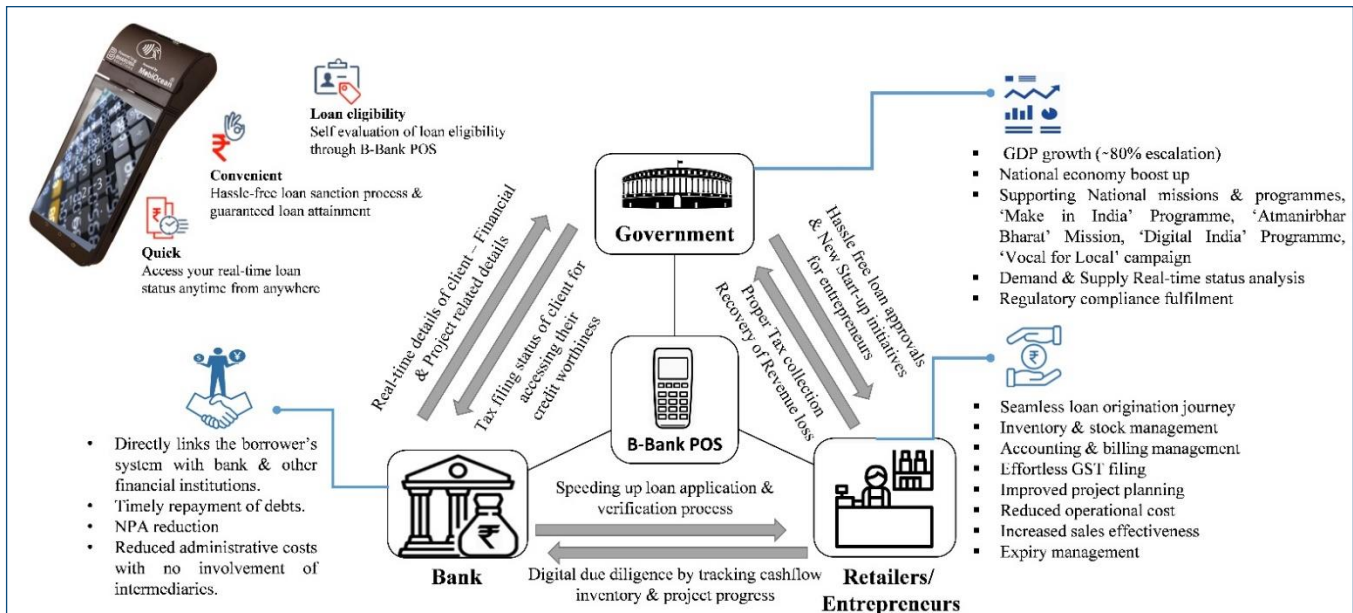 MobiOcean
Loan eligibility
Self evaluation of loan eligibility
through B-Bank POS
Convenient
Hassle-free loan sanction process &
guaranteed loan attainment
Quick
Access your real-time loan
status anytime from anywhere
Government
GDP growth (~80% escalation)
National economy boost up
Supporting National missions & programmes,
‘Make in India’ Programme, ‘Atmanirbhar
Bharat’ Mission, ‘Digital India’ Programme,
‘Vocal for Local’ campaign
Demand & Supply Real-time status analysis
Regulatory compliance fulfilment
Real-time details of client – Financial
& Project related details
Tax filing status of client for
accessing their
credit worthiness
Hassle free loan approvals
& New Start-up initiatives
for entrepreneurs
Proper Tax collection
Recovery of Revenue loss
B-Bank POS
Directly links the borrower’s
system with bank & other
financial institutions.
Timely repayment of debts.
NPA reduction
Reduced administrative costs
with no involvement of
intermediaries.
Bank
Speeding up loan application &
verification process
Digital due diligence by tracking cashflow
inventory & project progress
Retailers/
Entrepreneurs
Seamless loan origination journey
Inventory & stock management
Accounting & billing management
Effortless GST filing
Improved project planning
Reduced operational cost
Increased sales effectiveness
Expiry management